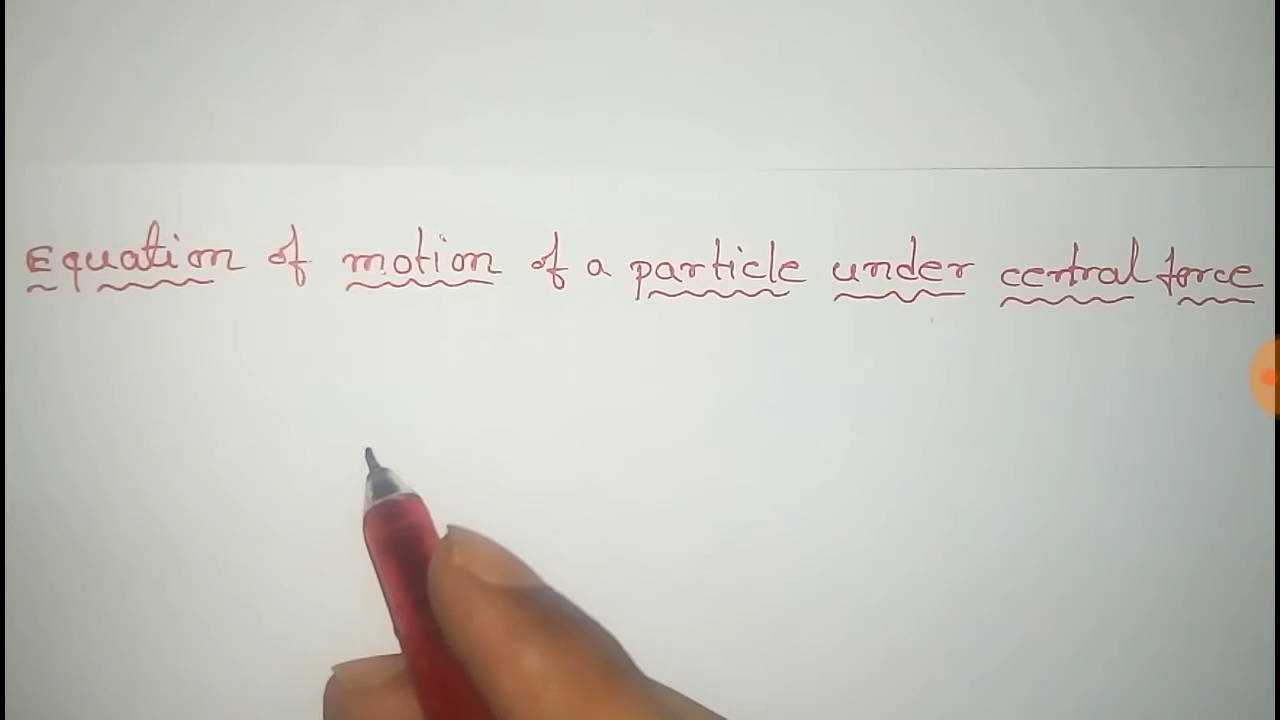 Equation of motion of a particle under central force